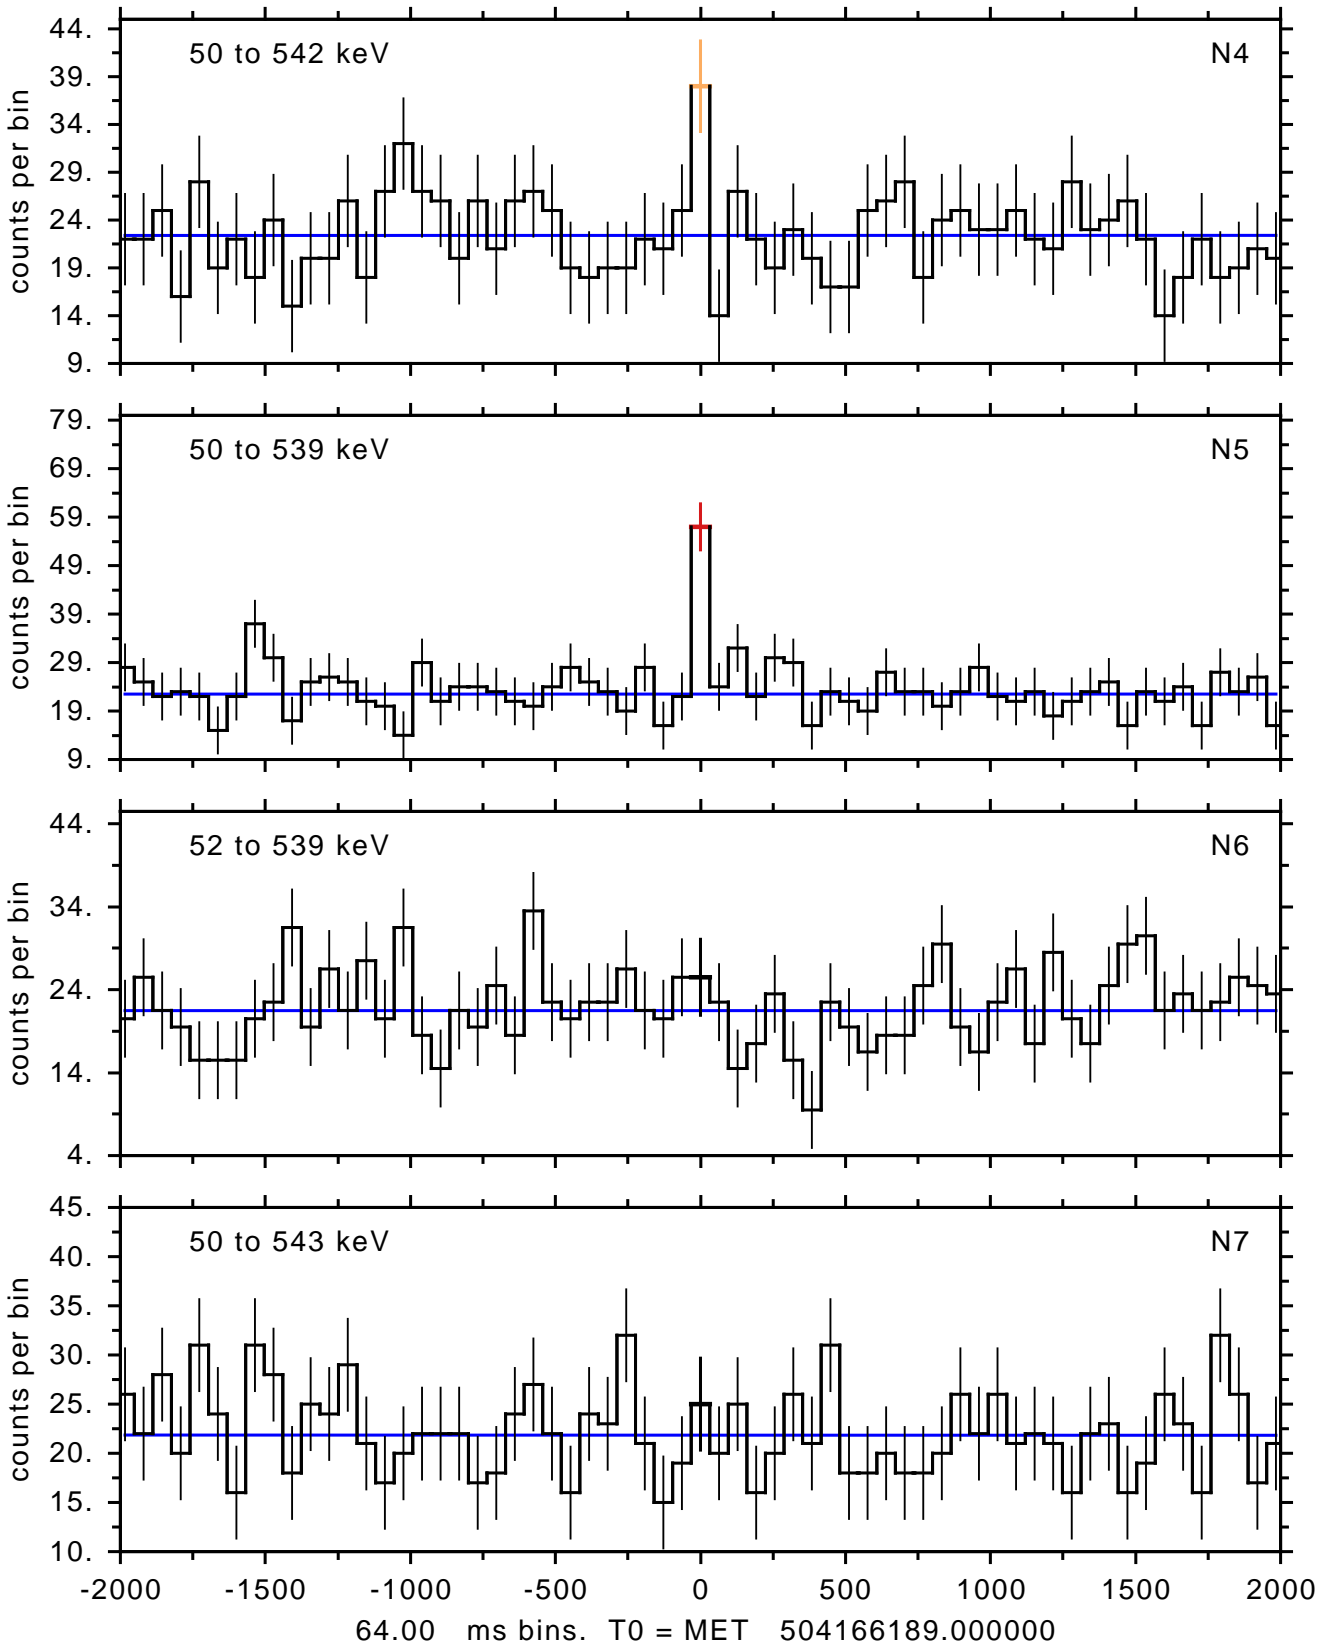 50 to 542 keV N4
44.
39.
34.
29.
24.
19.
14.
9.
counts per bin
50 to 539 keV N5
79.
69.
59.
49.
39.
29.
19.
9.
counts per bin
52 to 539 keV N6
44.
34.
24.
14.
4.
counts per bin
50 to 543 keV N7
45.
40.
35.
30.
25.
20.
15.
10.
counts per bin
-2000 -1500 -1000 -500 0 500 1000 1500 2000
64.00 ms bins. T0 = MET 504166189.000000